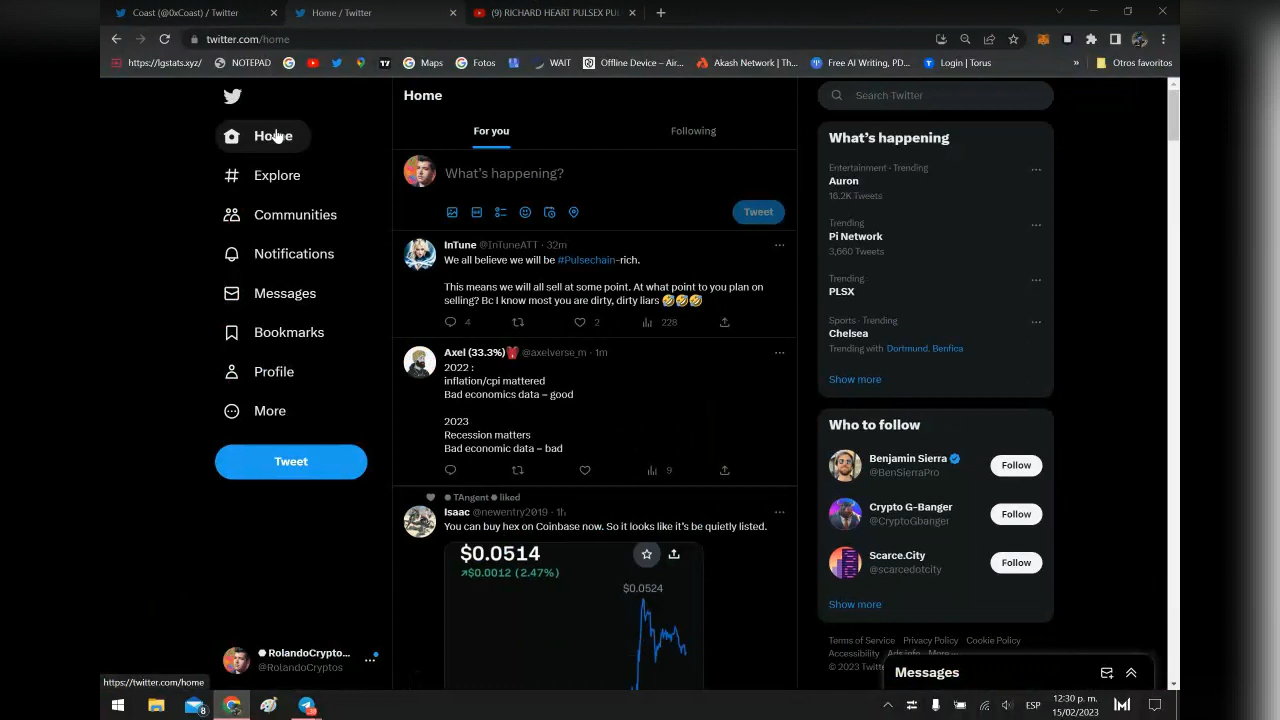 Coast (@0xCoast) / Twitter
Home / Twitter
(9) RICHARD HEART PULSEX PUL
twitter.com/home
https://lgstats.xyz/
NOTEPAD
Maps
Fotos
WAIT
Offline Device – Air...
Akash Network | Th...
Free AI Writing, PD...
Login | Torus
»
Otros favoritos
Home
Explore
Communities
Notifications
Messages
Bookmarks
Profile
More
Tweet
RolandoCrypto...
@RolandoCryptos
https://twitter.com/home
Home
For you
Following
What's happening?
Tweet
InTune @InTuneATT · 32m
We all believe we will be #Pulsechain-rich.
This means we will all sell at some point. At what point to you plan on
selling? Bc I know most you are dirty, dirty liars 🤣🤣🤣
4
2
228
Axel (33.3%) @axelverse_m · 1m
2022 :
inflation/cpi mattered
Bad economics data – good
2023
Recession matters
Bad economic data – bad
9
TAngent liked
Isaac @newentry2019 · 1h
You can buy hex on Coinbase now. So it looks like it's be quietly listed.
$0.0514
↗$0.0012 (2.47%)
$0.0524
Search Twitter
What's happening
Entertainment · Trending
Auron
16.2K Tweets
Trending
Pi Network
3,660 Tweets
Trending
PLSX
Sports · Trending
Chelsea
Trending with Dortmund, Benfica
Show more
Who to follow
Benjamin Sierra
@BenSierraPro
Follow
Crypto G-Banger
@CryptoGbanger
Follow
Scarce.City
@scarcedotcity
Follow
Show more
Terms of Service Privacy Policy Cookie Policy
Accessibility Ads info More
© 2023 Twitte
Messages
8
ESP
12:30 p. m.
15/02/2023